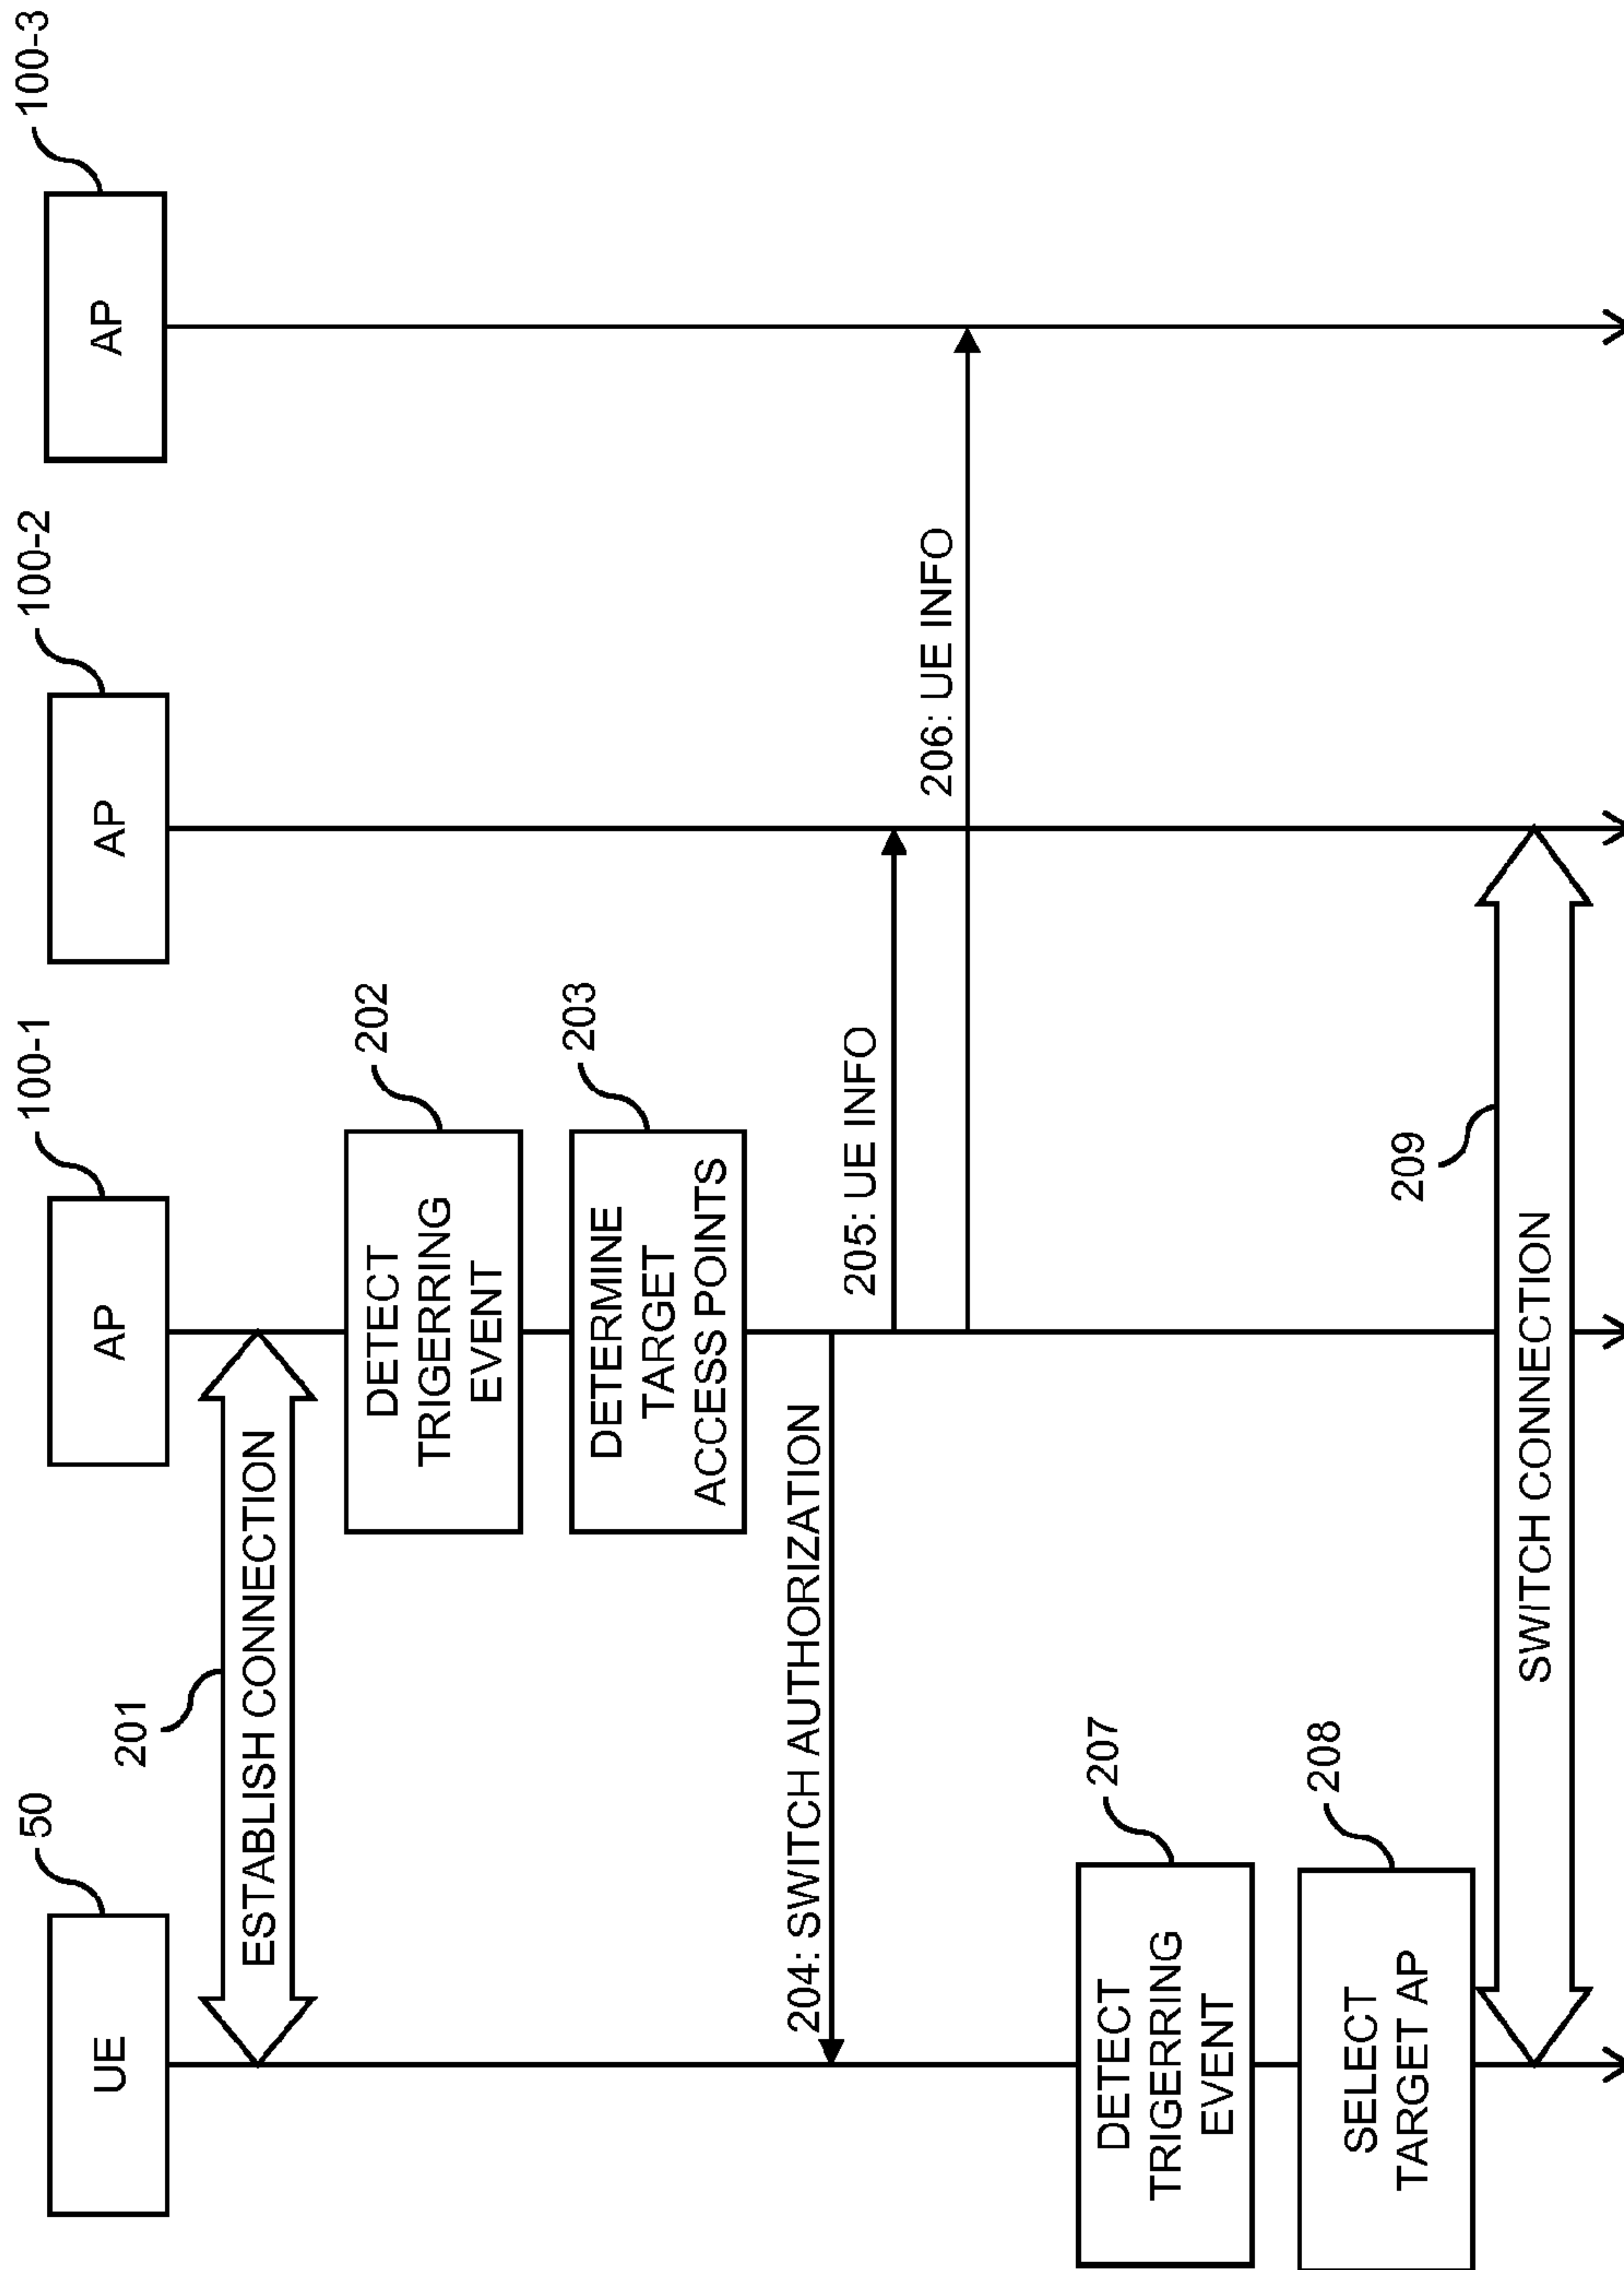 50
100-1
100-2
100-3
UE
AP
AP
AP
201
ESTABLISH CONNECTION
202
DETECT
TRIGERRING
EVENT
203
DETERMINE
TARGET
ACCESS POINTS
204: SWITCH AUTHORIZATION
205: UE INFO
206: UE INFO
207
DETECT
TRIGERRING
EVENT
208
SELECT
TARGET AP
209
SWITCH CONNECTION